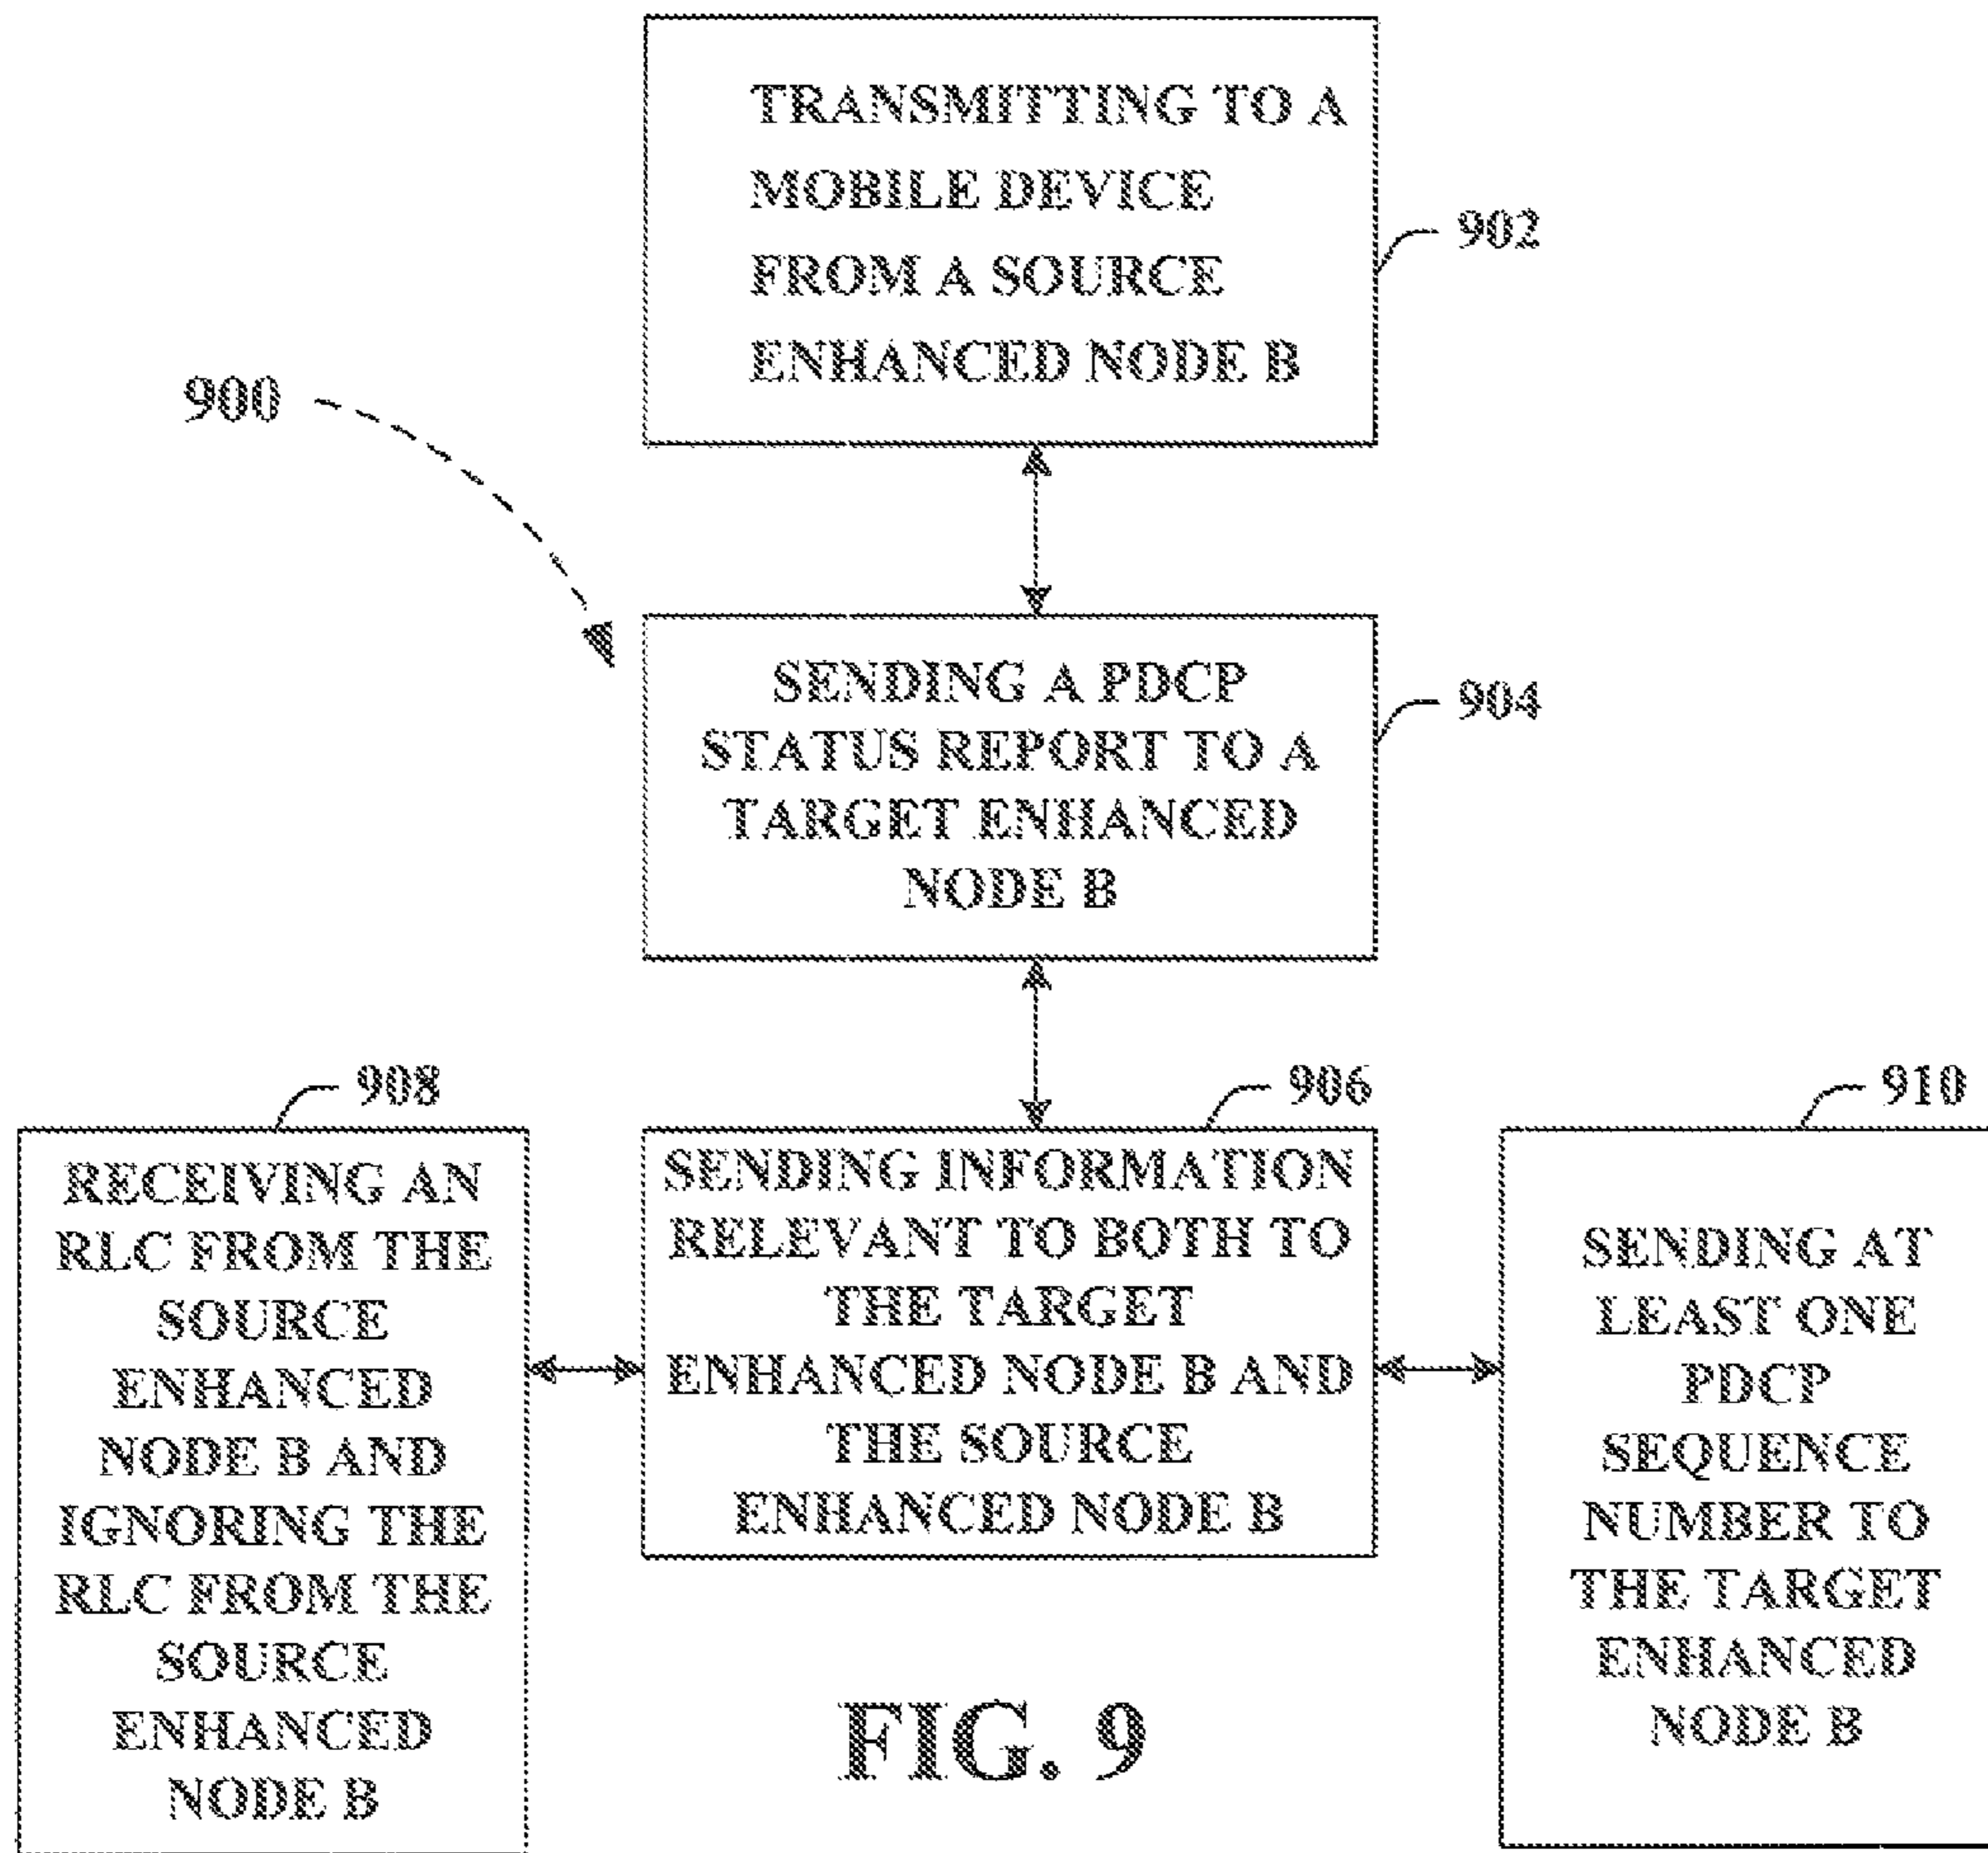 TRANSMITTING TO A
MOBILE DEVICE
FROM A SOURCE
ENHANCED NODE B
902
900
SENDING A PDCP
STATUS REPORT TO A
TARGET ENHANCED
NODE B
904
908
RECEIVING AN
RLC FROM THE
SOURCE
ENHANCED
NODE B AND
IGNORING THE
RLC FROM THE
SOURCE
ENHANCED
NODE B
906
SENDING INFORMATION
RELEVANT TO BOTH TO
THE TARGET
ENHANCED NODE B AND
THE SOURCE
ENHANCED NODE B
910
SENDING AT
LEAST ONE
PDCP
SEQUENCE
NUMBER TO
THE TARGET
ENHANCED
NODE B
FIG. 9